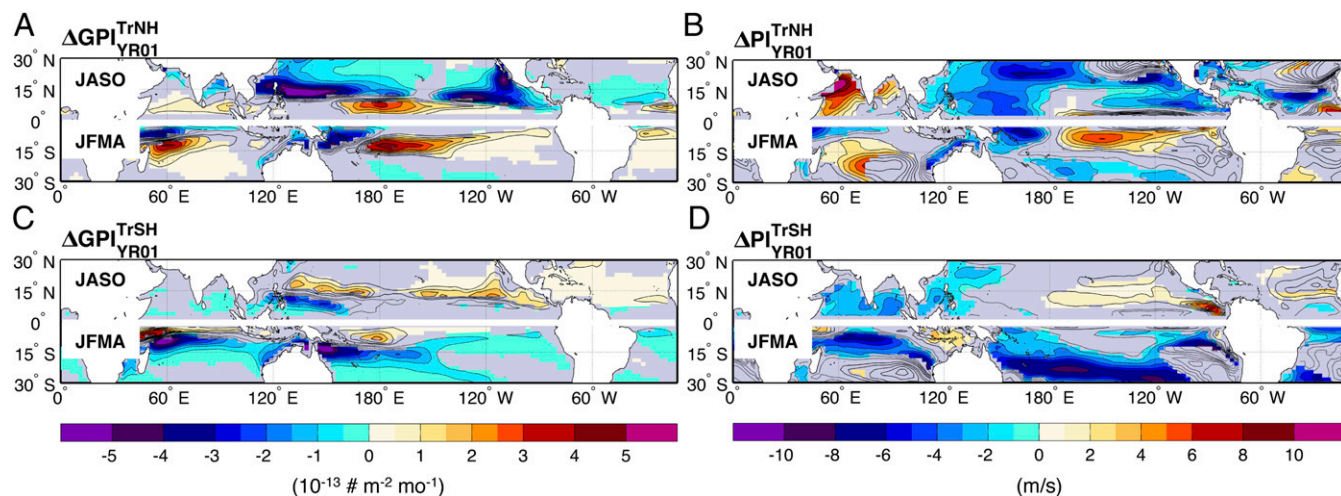 A
ΔGPI TrNH YR01
30° N
JASO
15° N
0°
JFMA
15° S
30° S
0 60° E 120° E 180° E 120° W 60° W
B
ΔPI TrNH YR01
30° N
JASO
15° N
0°
JFMA
15° S
30° S
0° 60° E 120° E 180° E 120° W 60° W
C
ΔGPI TrSH YR01
30° N
JASO
15° N
0
JFMA
15° S
30° S
0 60° E 120° E 180° E 120° W 60° W
D
ΔPI TrSH YR01
30° N
JASO
15° N
0
JFMA
15° S
30° S
0° 60° E 120° E 180° E 120° W 60° W
-5 -4 -3 -2 -1 0 1 2 3 4 5
(10⁻¹³ # m⁻² mo⁻¹)
-10 -8 -6 -4 -2 0 2 4 6 8 10
(m/s)